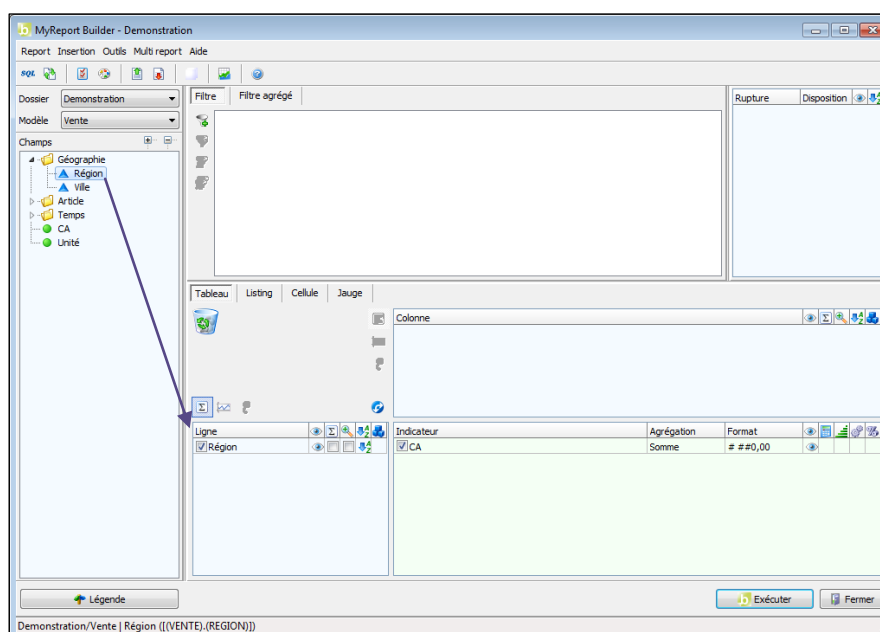 MyReport Builder - Demonstration
Report Insertion Outils Multi report Aide
SQL
Dossier Demonstration
Filtre Filtre agrégé
Rupture Disposition
Modèle Vente
Champs
Géographie
Région
Ville
Article
Temps
CA
Unité
Tableau Listing Cellule Jauge
Colonne
Ligne
Indicateur Agrégation Format
Région
CA Somme # ##0,00
Légende
Exécuter Fermer
Demonstration/Vente | Région ([(VENTE).(REGION)])